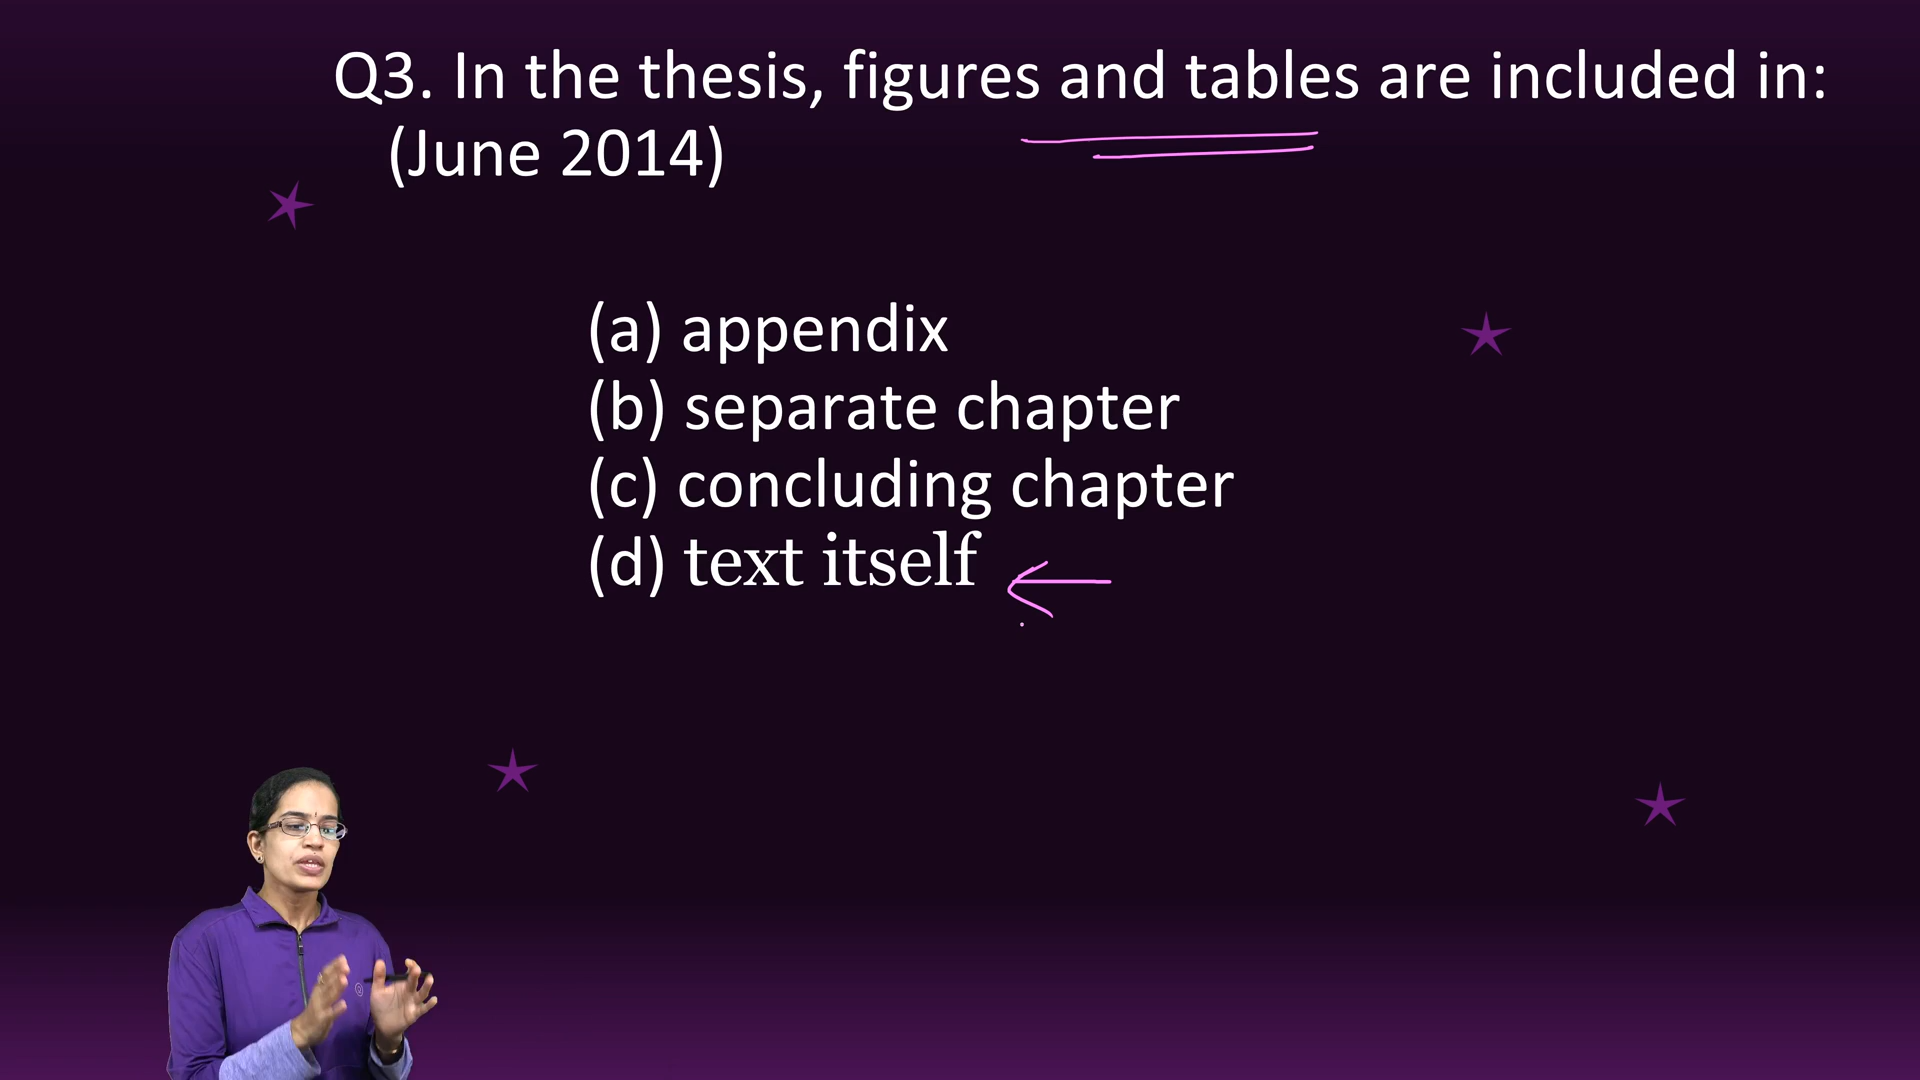 Q3. In the thesis, figures and tables are included in:
(June 2014)
(a) appendix
(b) separate chapter
(c) concluding chapter
(d) text itself